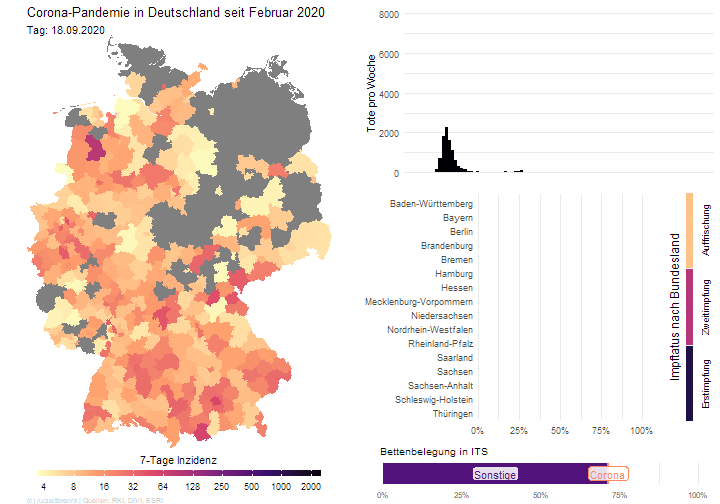 Corona-Pandemie in Deutschland seit Februar 2020
Tag: 18.09.2020
7-Tage Inzidenz
4 8 16 32 64 128 250 500 1000 2000
(c) /u/zeitbrennt | Quellen: RKI, DIVI, ESRI
Tote pro Woche
8000
6000
4000
2000
0
Baden-Württemberg
Bayern
Berlin
Brandenburg
Bremen
Hamburg
Hessen
Mecklenburg-Vorpommern
Niedersachsen
Nordrhein-Westfalen
Rheinland-Pfalz
Saarland
Sachsen
Sachsen-Anhalt
Schleswig-Holstein
Thüringen
0% 25% 50% 75% 100%
Impfstatus nach Bundesland
Auffrischung
Zweitimpfung
Erstimpfung
Bettenbelegung in ITS
Sonstige Corona
0% 25% 50% 75% 100%